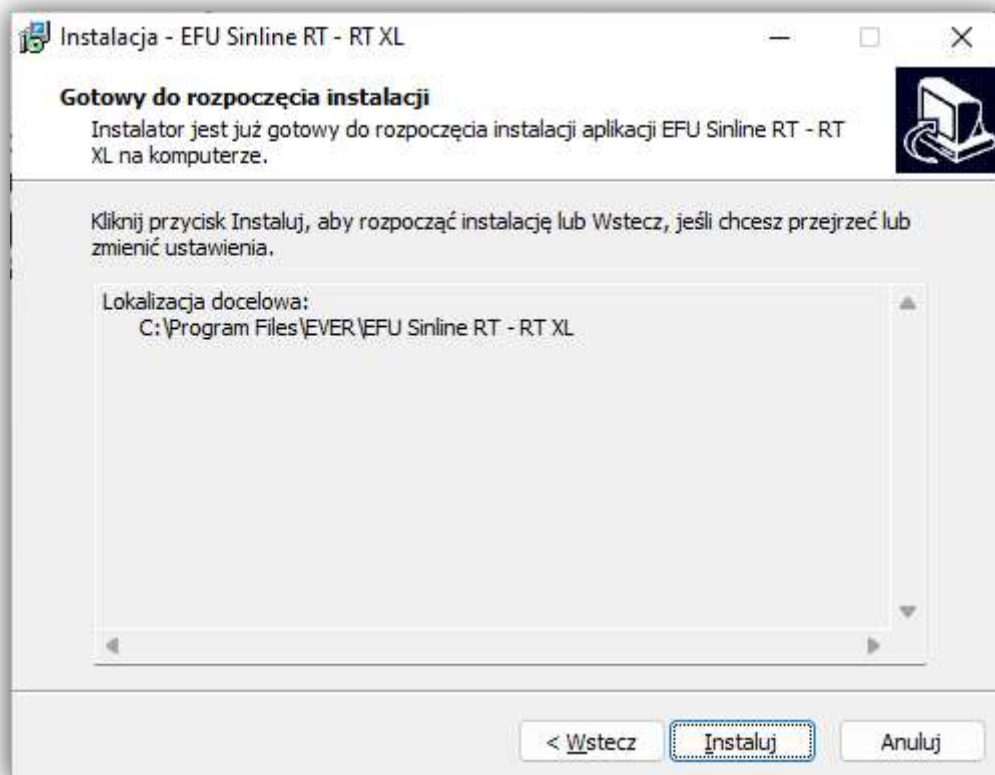 Instalacja - EFU Sinline RT - RT XL
Gotowy do rozpoczęcia instalacji
Instalator jest już gotowy do rozpoczęcia instalacji aplikacji EFU Sinline RT - RT
XL na komputerze.
Kliknij przycisk Instaluj, aby rozpocząć instalację lub Wstecz, jeśli chcesz przejrzeć lub
zmienić ustawienia.
Lokalizacja docelowa:
C:\Program Files\EVER\EFU Sinline RT - RT XL
< Wstecz
Instaluj
Anuluj